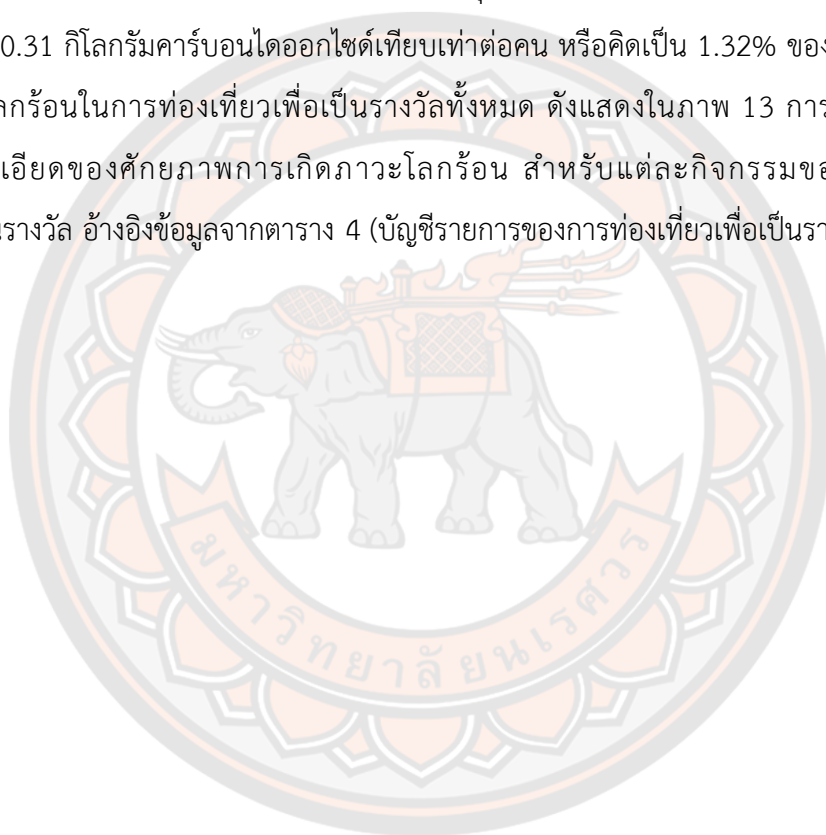 0.31 กิโลกรัมคาร์บอนไดออกไซด์เทียบเท่าต่อคน หรือคิดเป็น 1.32% ของ
ลกร้อนในการท่องเที่ยวเพื่อเป็นรางวัลทั้งหมด ดังแสดงในภาพ 13 การ
เอียดของศักยภาพการเกิดภาวะโลกร้อน สำหรับแต่ละกิจกรรมขอ
นรางวัล อ้างอิงข้อมูลจากตาราง 4 (บัญชีรายการของการท่องเที่ยวเพื่อเป็นรา
มหาวิทยาลัยนเรศวร